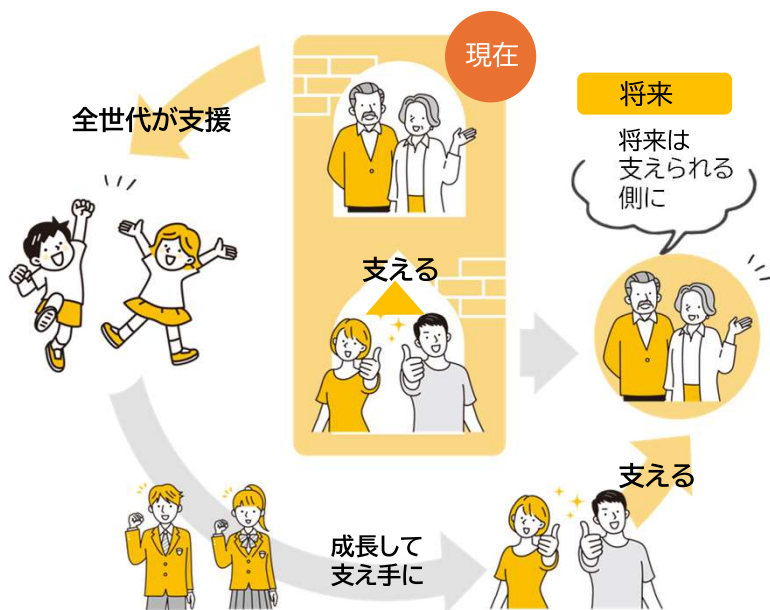 現在
全世代が支援
支える
将来
将来は
支えられる
側に
成長して
支え手に
支える